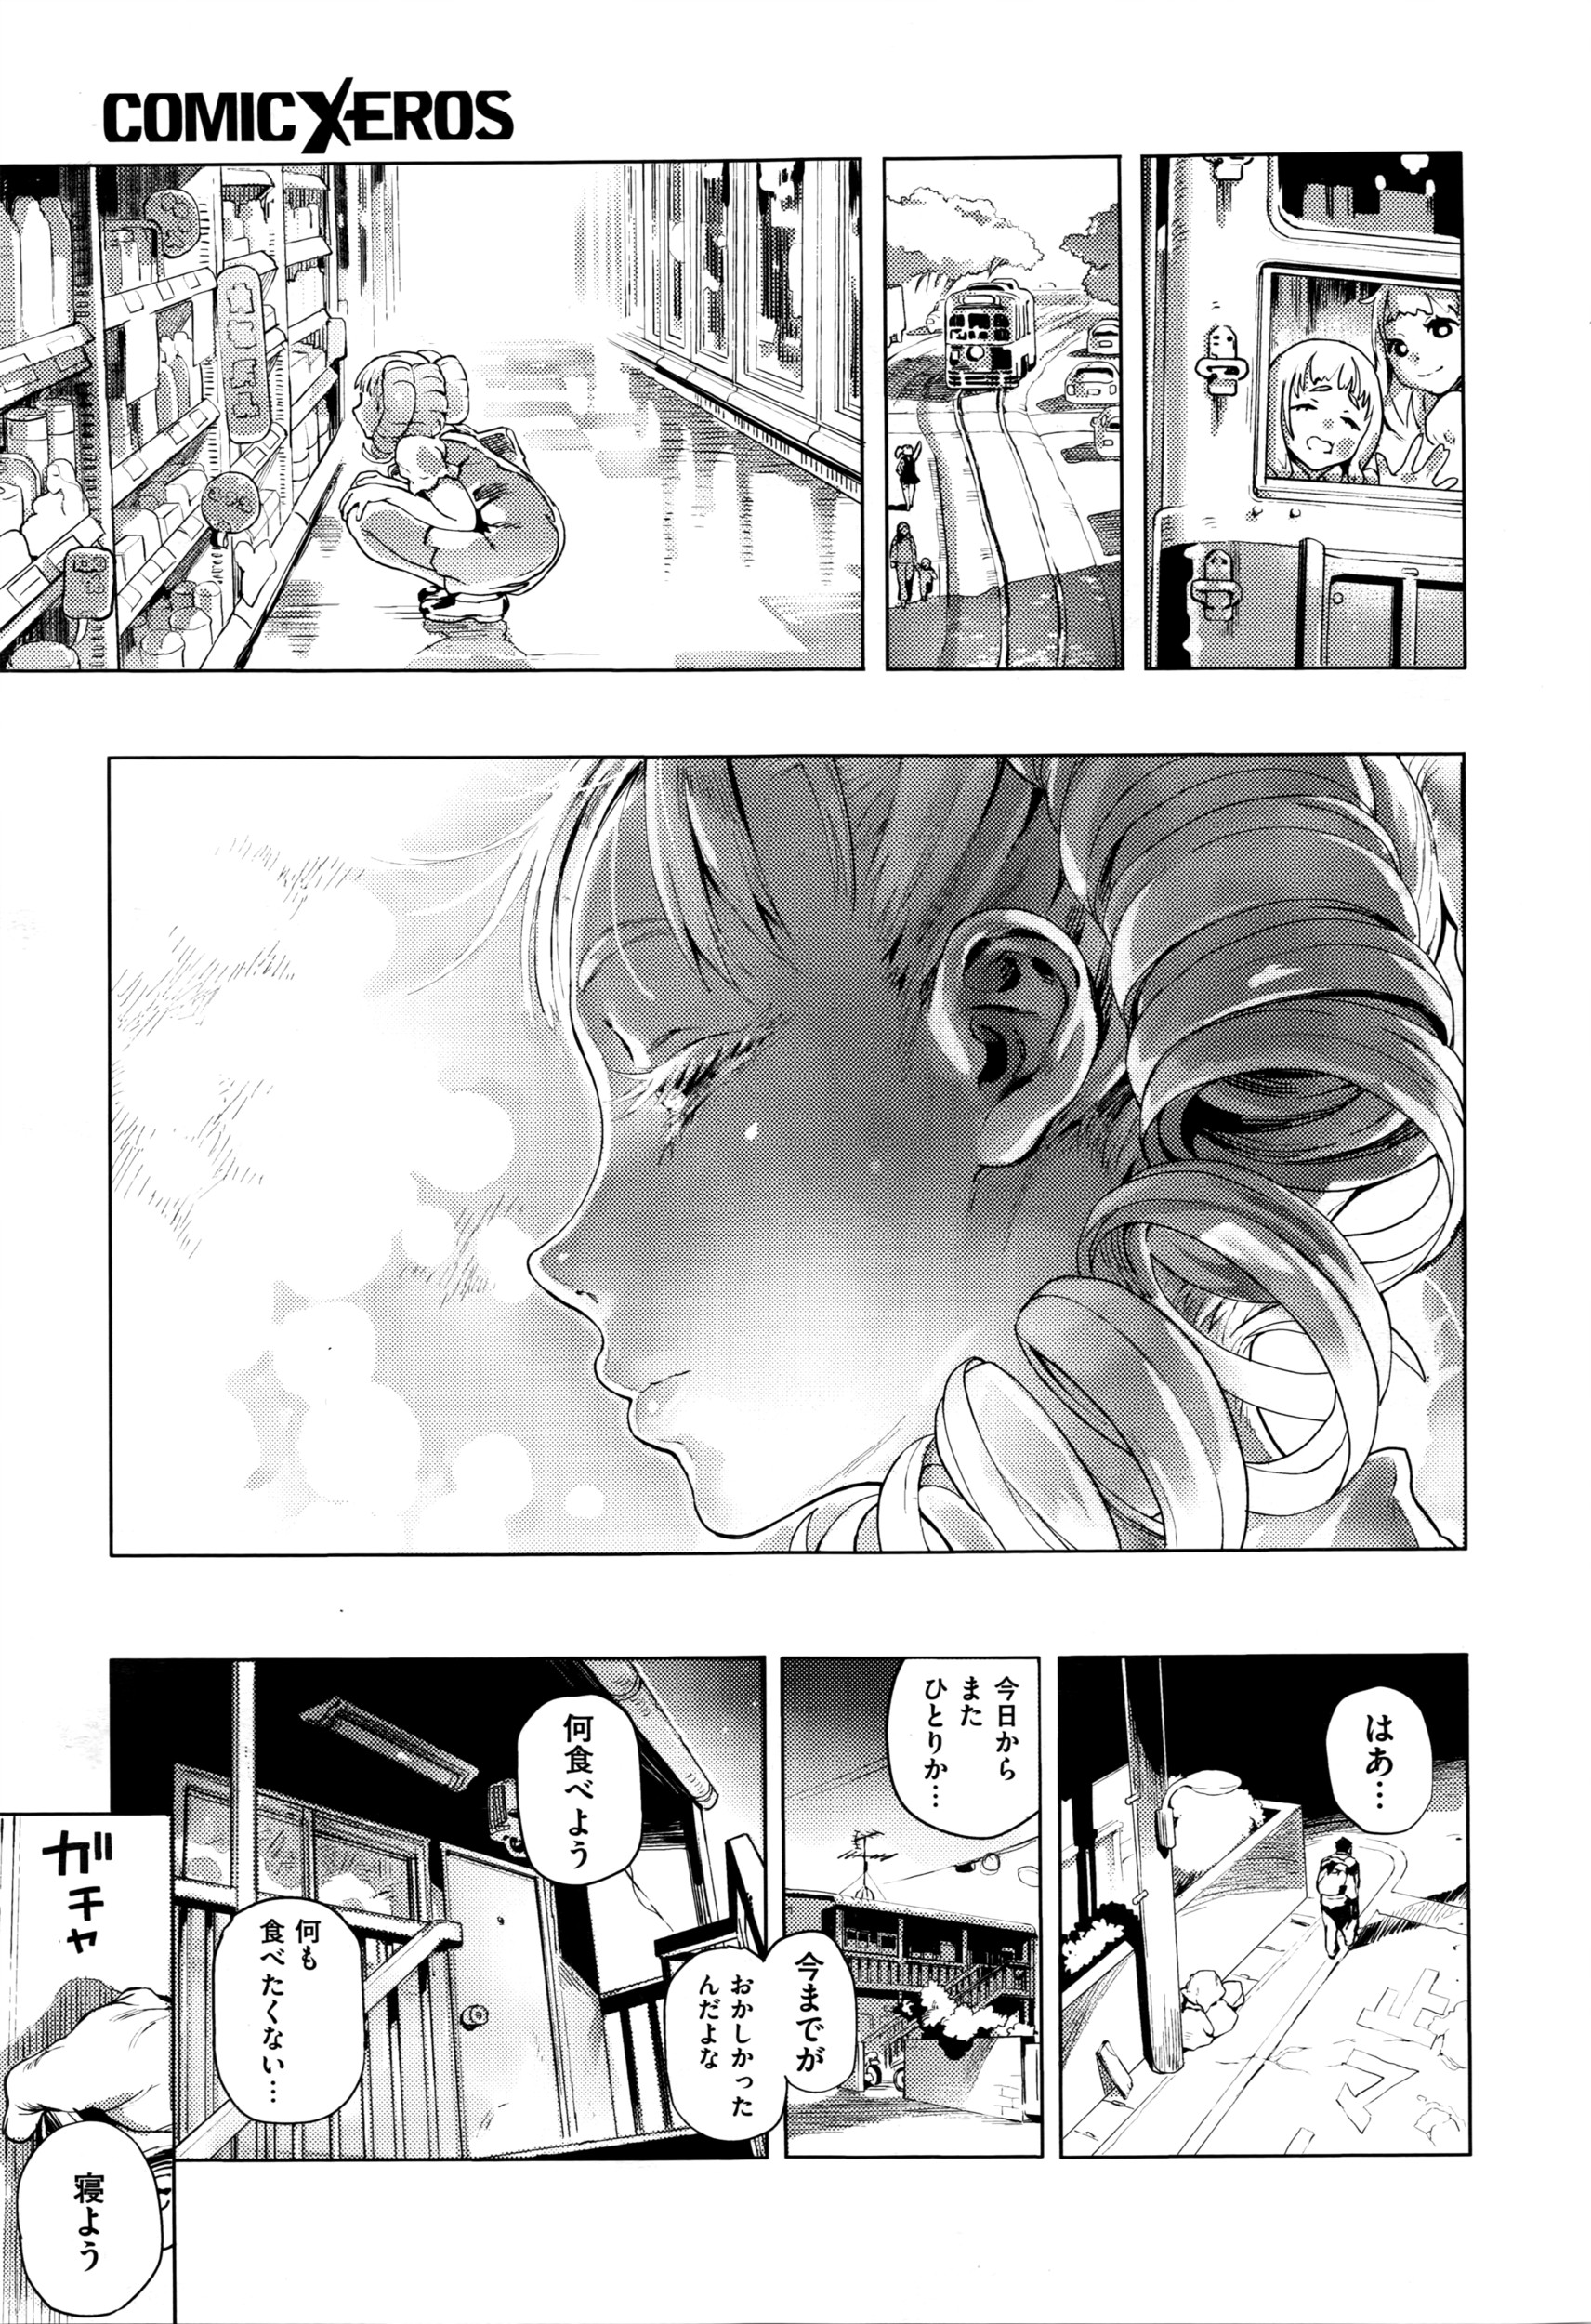 COMIC X-EROS
はあ…
今日から
また
ひとりか…
今までが
おかしかった
んだよな
何食べよう
何も
食べたくない…
ガチャ
寝よう